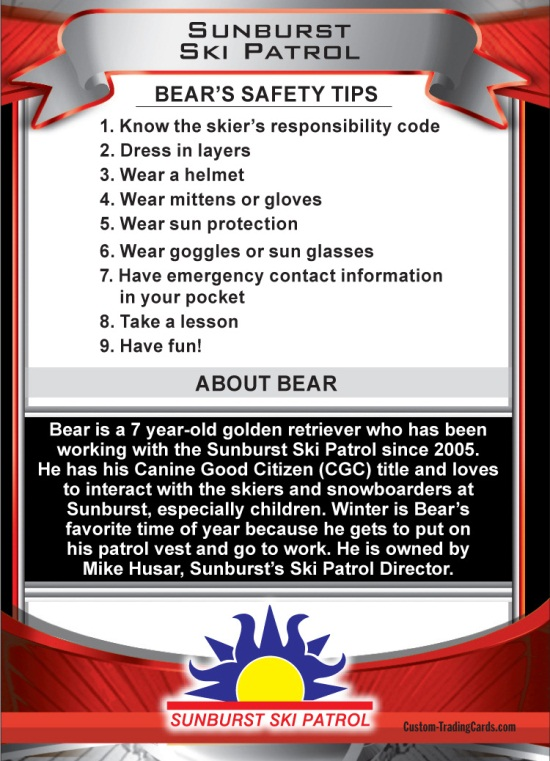 SUNBURST
SKI PATROL
BEAR'S SAFETY TIPS
1. Know the skier's responsibility code
2. Dress in layers
3. Wear a helmet
4. Wear mittens or gloves
5. Wear sun protection
6. Wear goggles or sun glasses
7. Have emergency contact information
in your pocket
8. Take a lesson
9. Have fun!
ABOUT BEAR
Bear is a 7 year-old golden retriever who has been
working with the Sunburst Ski Patrol since 2005.
He has his Canine Good Citizen (CGC) title and loves
to interact with the skiers and snowboarders at
Sunburst, especially children. Winter is Bear's
favorite time of year because he gets to put on
his patrol vest and go to work. He is owned by
Mike Husar, Sunburst's Ski Patrol Director.
SUNBURST SKI PATROL
Custom-TradingCards.com